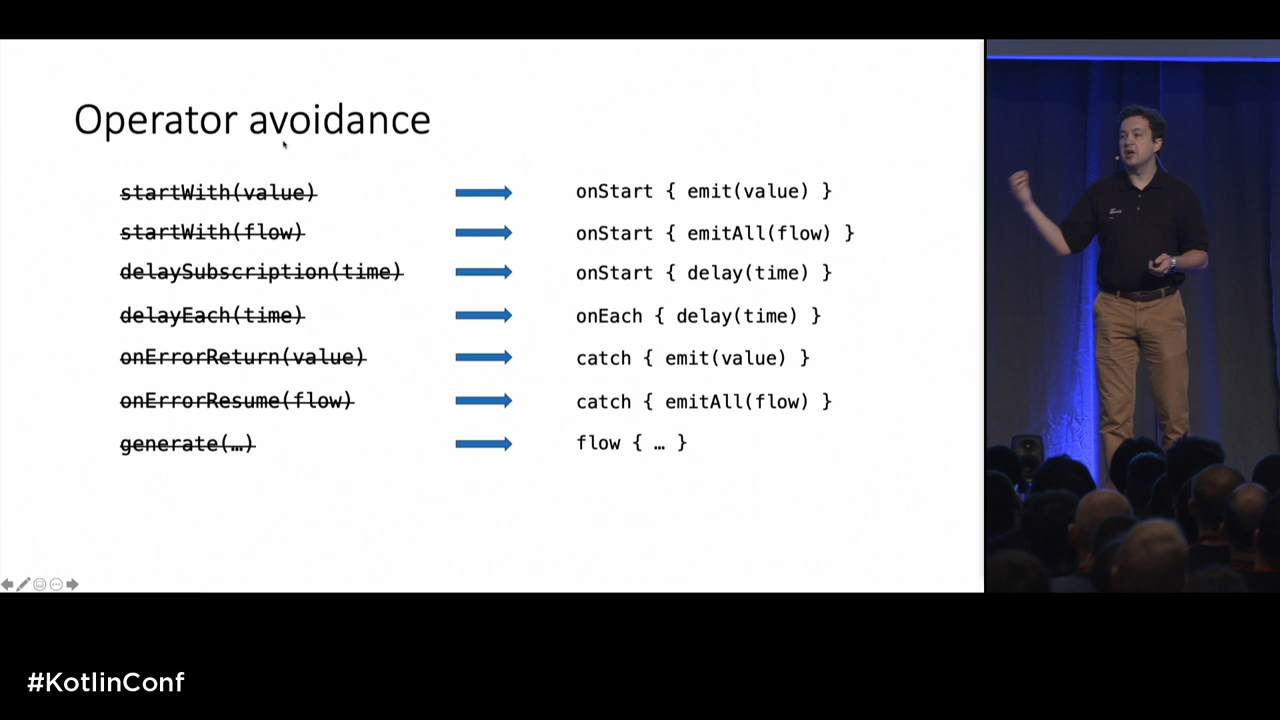 Operator avoidance
startWith(value) onStart { emit(value) }
startWith(flow) onStart { emitAll(flow) }
delaySubscription(time) onStart { delay(time) }
delayEach(time) onEach { delay(time) }
onErrorReturn(value) catch { emit(value) }
onErrorResume(flow) catch { emitAll(flow) }
generate(…) flow { … }
#KotlinConf